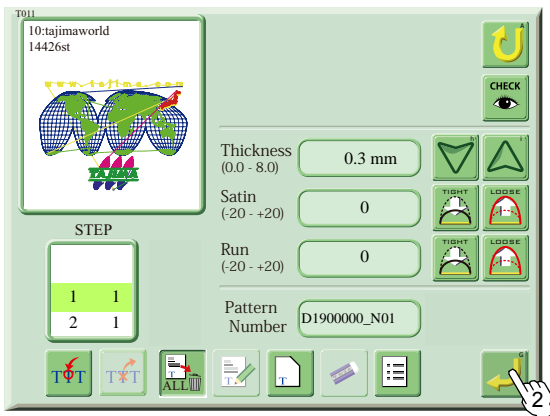 T011
10:tajimaworld
14426st
www.tajima.com
TAJIMA
A
CHECK
Thickness
(0.0 - 8.0)
0.3 mm
h
i
Satin
(-20 - +20)
0
TIGHT
LOOSE
Run
(-20 - +20)
0
TIGHT
LOOSE
STEP
1 1
2 1
Pattern
Number
D1900000_N01
TTT
TTT
T
ALL
T
T
G
2